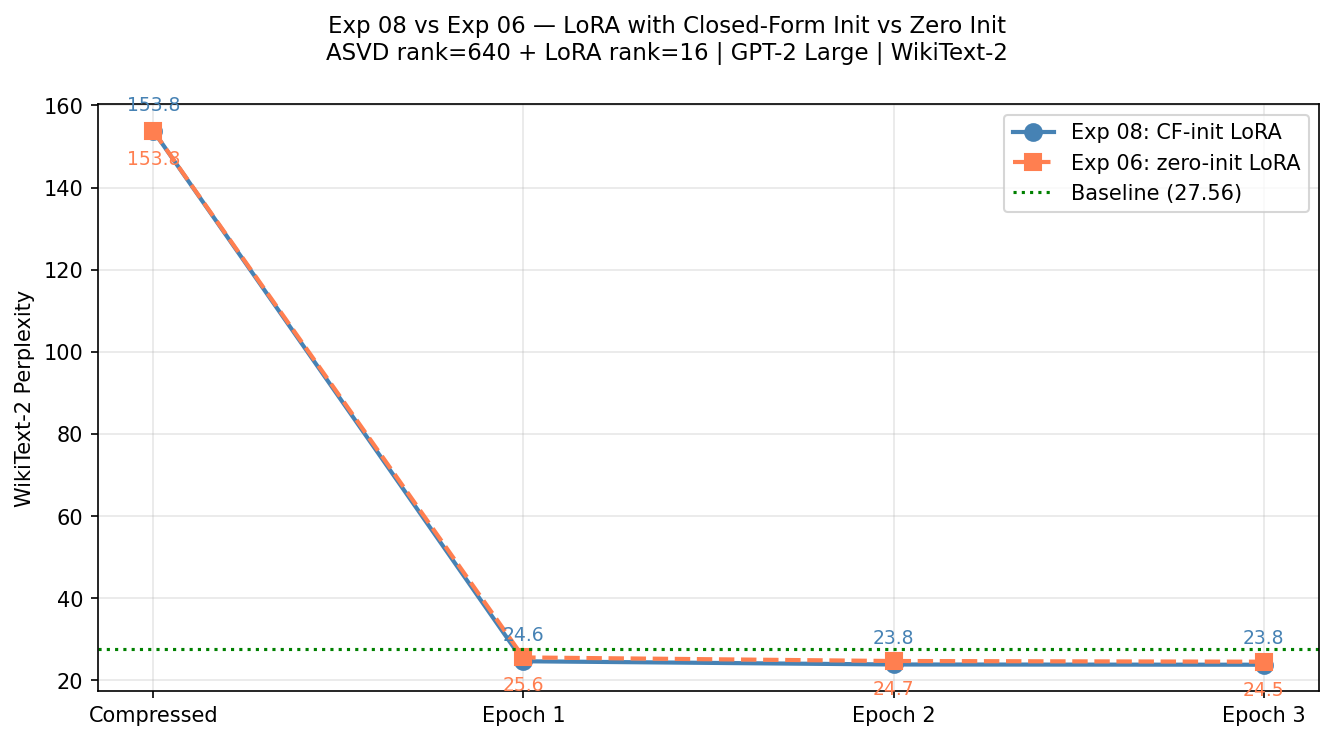 Exp 08 vs Exp 06 — LoRA with Closed-Form Init vs Zero Init
ASVD rank=640 + LoRA rank=16 | GPT-2 Large | WikiText-2
WikiText-2 Perplexity
160
140
120
100
80
60
40
20
153.8
153.8
24.6
25.6
23.8
24.7
23.8
24.5
Exp 08: CF-init LoRA
Exp 06: zero-init LoRA
Baseline (27.56)
Compressed
Epoch 1
Epoch 2
Epoch 3